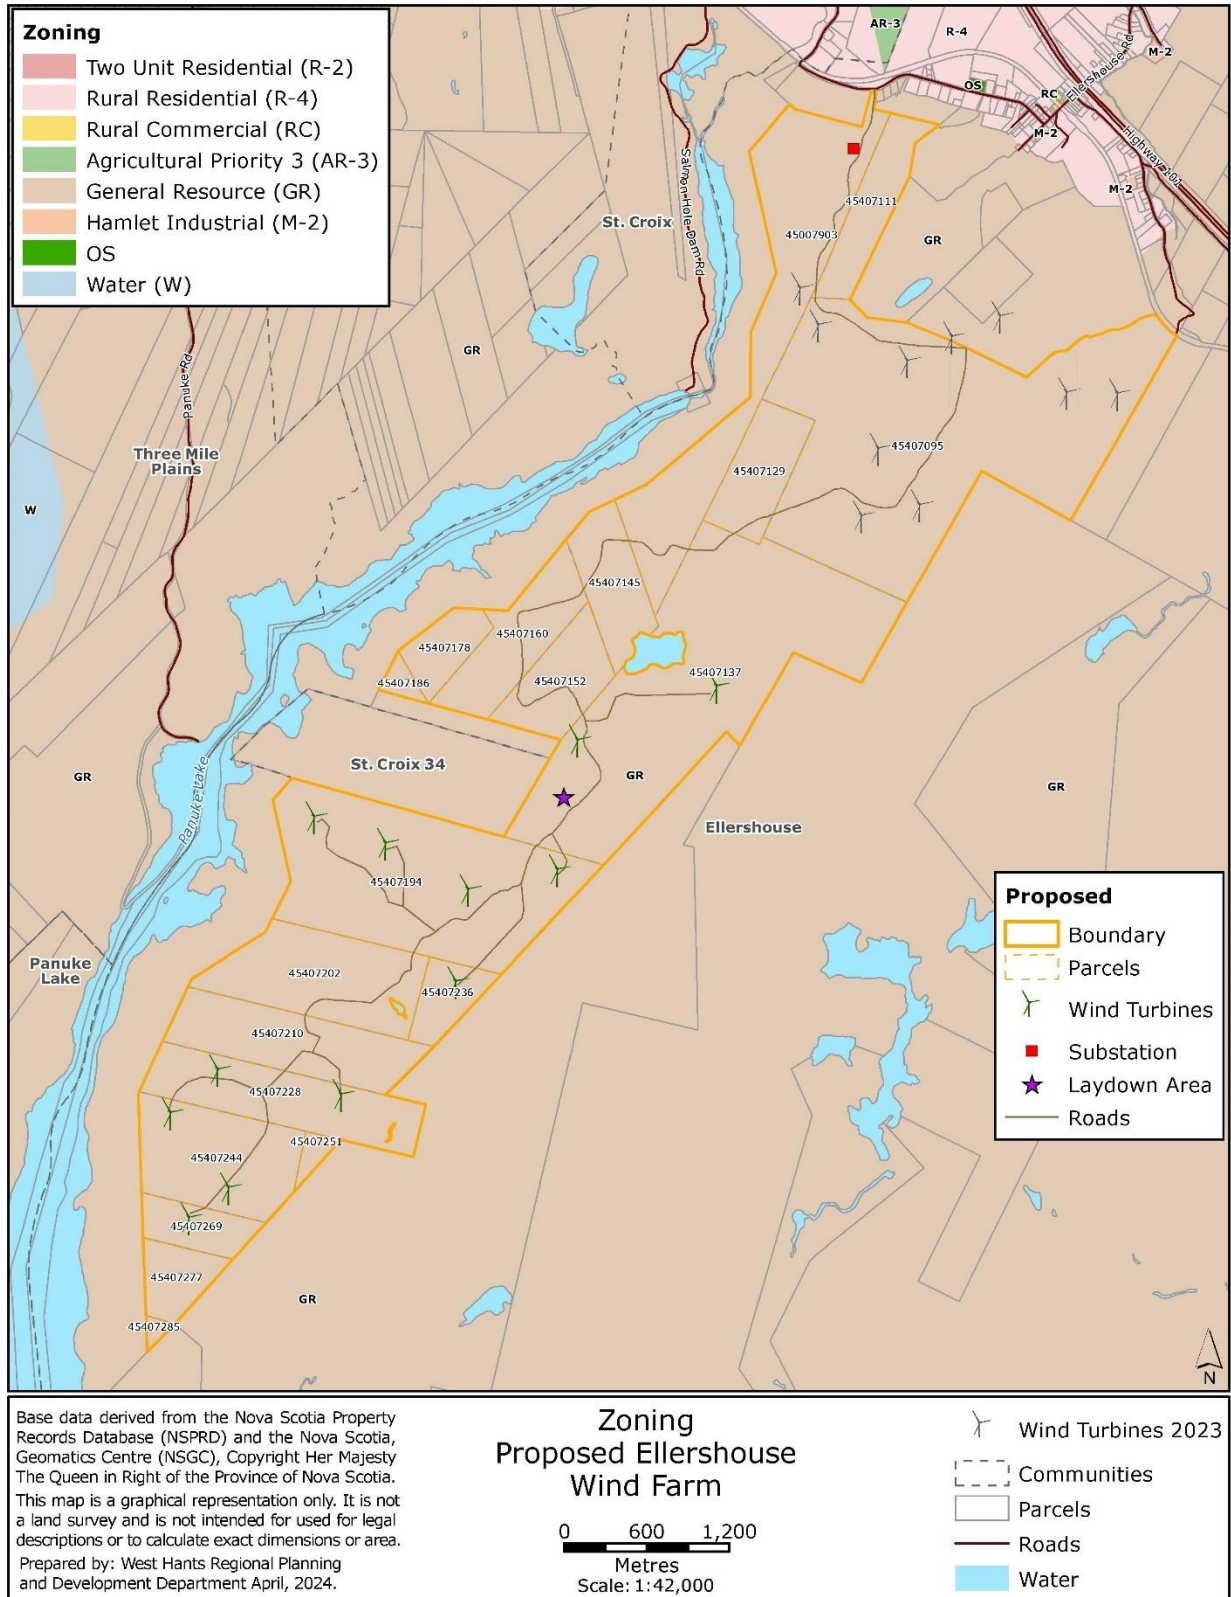 Zoning
Two Unit Residential (R-2)
Rural Residential (R-4)
Rural Commercial (RC)
Agricultural Priority 3 (AR-3)
General Resource (GR)
Hamlet Industrial (M-2)
OS
Water (W)
AR-3
R-4
M-2
Ellershouse Rd
OS
RC
M-2
Highway 101
M-2
Salmon Hole Dam Rd
St. Croix
45407111
45007903
GR
GR
Panuke Rd
Three Mile
Plains
W
45407095
45407129
45407145
45407160
45407178
45407186
45407152
45407137
St. Croix 34
GR
GR
GR
Panuke Lake
Ellershouse
45407194
Panuke
Lake
45407202
45407236
45407210
45407228
45407251
45407244
45407269
45407277
45407285
GR
Proposed
Boundary
Parcels
Wind Turbines
Substation
Laydown Area
Roads
N
Base data derived from the Nova Scotia Property
Records Database (NSPRD) and the Nova Scotia,
Geomatics Centre (NSGC), Copyright Her Majesty
The Queen in Right of the Province of Nova Scotia.
This map is a graphical representation only. It is not
a land survey and is not intended for used for legal
descriptions or to calculate exact dimensions or area.
Prepared by: West Hants Regional Planning
and Development Department April, 2024.
Zoning
Proposed Ellershouse
Wind Farm
0 600 1,200
Metres
Scale: 1:42,000
Wind Turbines 2023
Communities
Parcels
Roads
Water